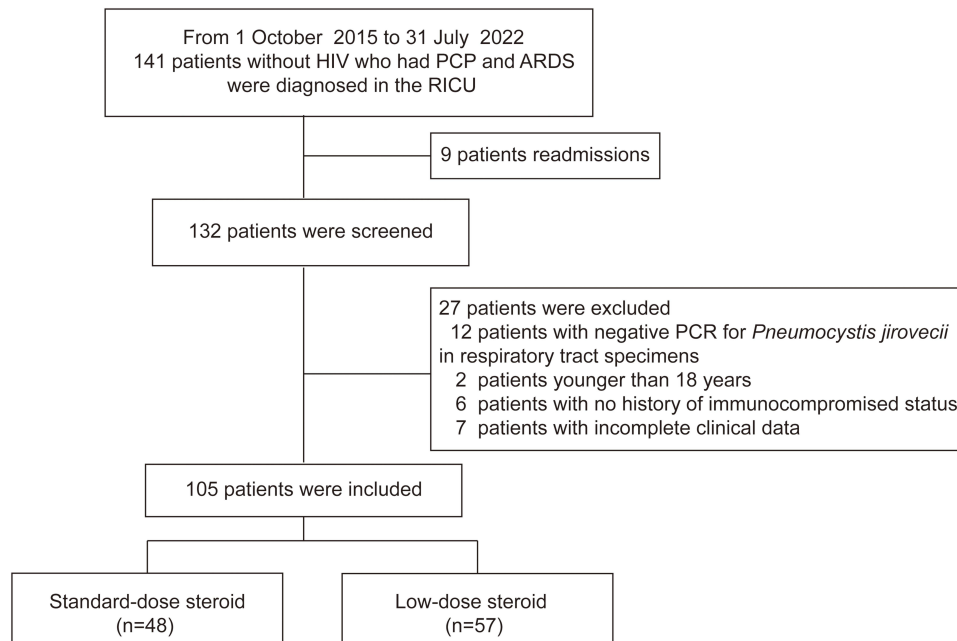 From 1 October 2015 to 31 July 2022
141 patients without HIV who had PCP and ARDS
were diagnosed in the RICU
9 patients readmissions
132 patients were screened
27 patients were excluded
12 patients with negative PCR for Pneumocystis jirovecii
in respiratory tract specimens
2 patients younger than 18 years
6 patients with no history of immunocompromised status
7 patients with incomplete clinical data
105 patients were included
Standard-dose steroid
(n=48)
Low-dose steroid
(n=57)